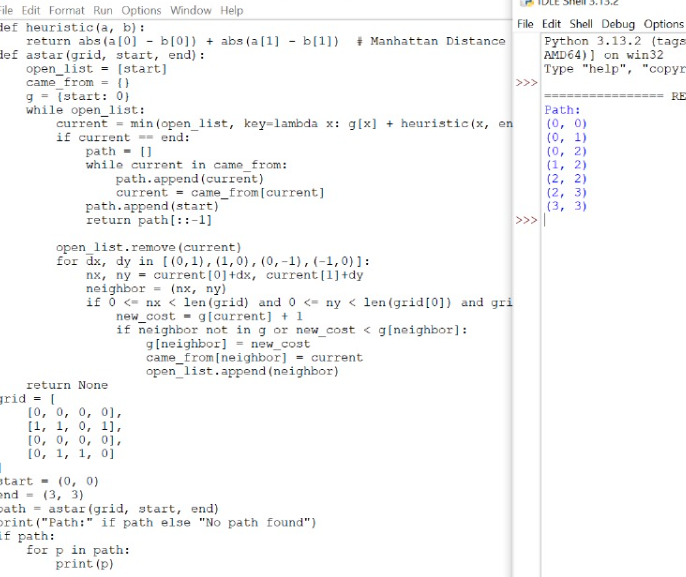 File Edit Format Run Options Window Help
def heuristic(a, b):
    return abs(a[0] - b[0]) + abs(a[1] - b[1])  # Manhattan Distance
def astar(grid, start, end):
    open_list = [start]
    came_from = {}
    g = {start: 0}
    while open_list:
        current = min(open_list, key=lambda x: g[x] + heuristic(x, en
        if current == end:
            path = []
            while current in came_from:
                path.append(current)
                current = came_from[current]
            path.append(start)
            return path[::-1]
        open_list.remove(current)
        for dx, dy in [(0,1),(1,0),(0,-1),(-1,0)]:
            nx, ny = current[0]+dx, current[1]+dy
            neighbor = (nx, ny)
            if 0 <= nx < len(grid) and 0 <= ny < len(grid[0]) and gri
                new_cost = g[current] + 1
                if neighbor not in g or new_cost < g[neighbor]:
                    g[neighbor] = new_cost
                    came_from[neighbor] = current
                    open_list.append(neighbor)
    return None
grid = [
    [0, 0, 0, 0],
    [1, 1, 0, 1],
    [0, 0, 0, 0],
    [0, 1, 1, 0]
]
start = (0, 0)
end = (3, 3)
path = astar(grid, start, end)
print("Path:" if path else "No path found")
if path:
    for p in path:
        print(p)
IDLE Shell 3.13.2
File Edit Shell Debug Options
Python 3.13.2 (tags
AMD64)] on win32
Type "help", "copyr
>>>
================ RE
Path:
(0, 0)
(0, 1)
(0, 2)
(1, 2)
(2, 2)
(2, 3)
(3, 3)
>>>